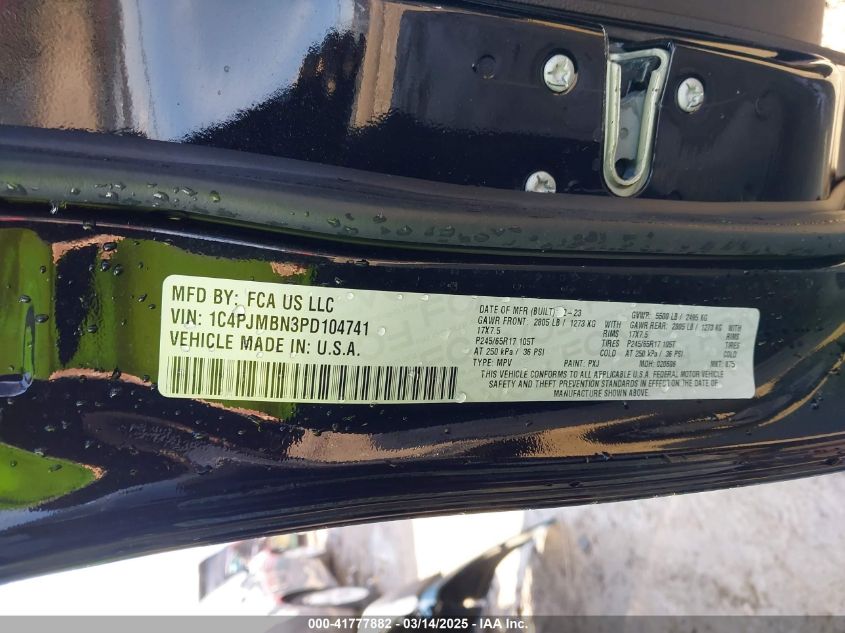 MFD BY: FCA US LLC
VIN: 1C4PJMBN3PD104741
VEHICLE MADE IN: U.S.A.
DATE OF MFR (BUILT) -23 GVWR: 5500 LB / 2495 KG
GAWR FRONT: 2805 LB / 1273 KG WITH GAWR REAR: 2805 LB / 1273 KG WITH
17X7.5 RIMS 17X7.5 RIMS
P245/65R17 105T TIRES P245/65R17 105T TIRES
AT 250 kPa / 36 PSI COLD AT 250 kPa / 36 PSI COLD
TYPE: MPV PAINT: PXJ MDH: MKT: 875
THIS VEHICLE CONFORMS TO ALL APPLICABLE U.S.A. FEDERAL MOTOR VEHICLE
SAFETY AND THEFT PREVENTION STANDARDS IN EFFECT ON THE DATE OF
MANUFACTURE SHOWN ABOVE.
000-41777882 — 03/14/2025 — IAA Inc.